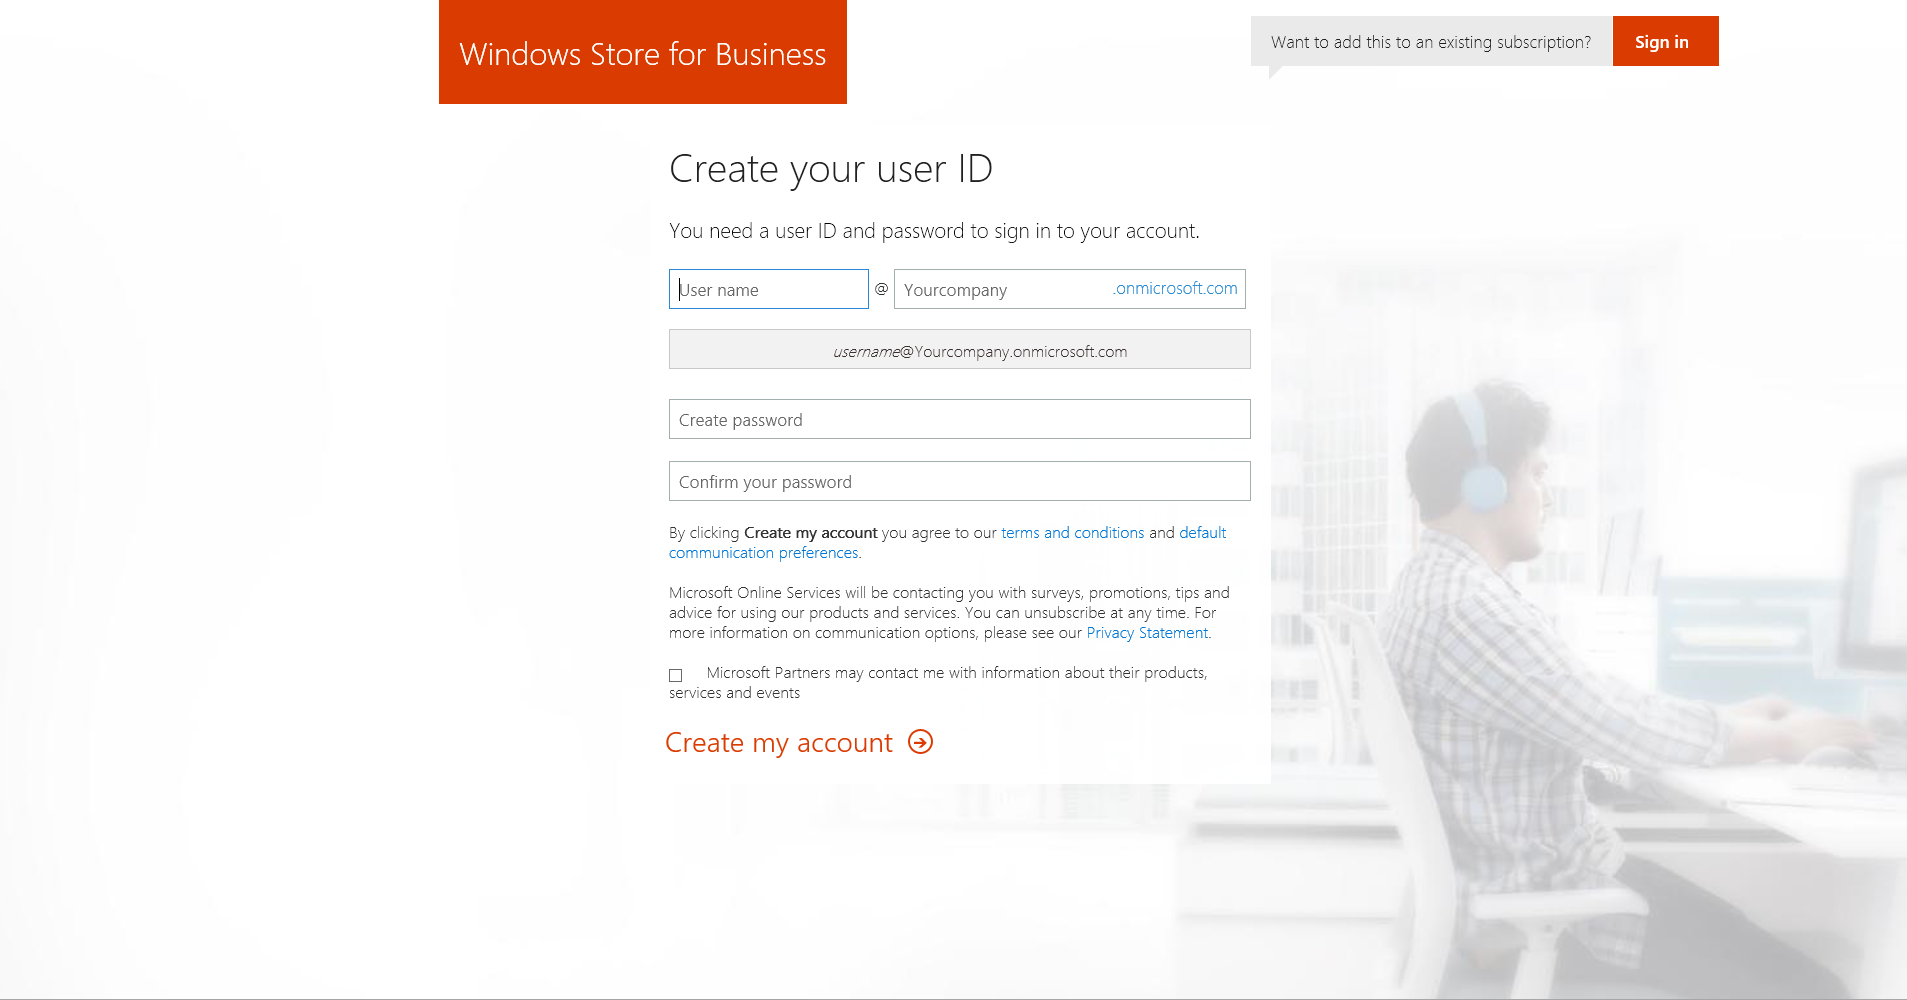 Windows Store for Business
Want to add this to an existing subscription?
Sign in
Create your user ID
You need a user ID and password to sign in to your account.
User name @ Yourcompany .onmicrosoft.com
username@Yourcompany.onmicrosoft.com
Create password
Confirm your password
By clicking Create my account you agree to our terms and conditions and default
communication preferences.
Microsoft Online Services will be contacting you with surveys, promotions, tips and
advice for using our products and services. You can unsubscribe at any time. For
more information on communication options, please see our Privacy Statement.
Microsoft Partners may contact me with information about their products,
services and events
Create my account